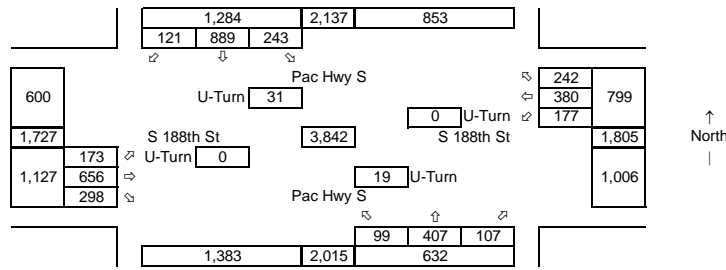 1,284 2,137 853
121 889 243
Pac Hwy S
242
600 U-Turn 31 380 799
0 U-Turn 177
1,727 S 188th St 3,842 S 188th St 1,805 North
173 U-Turn 0
1,127 656 19 U-Turn 1,006
298 Pac Hwy S
99 407 107
1,383 2,015 632